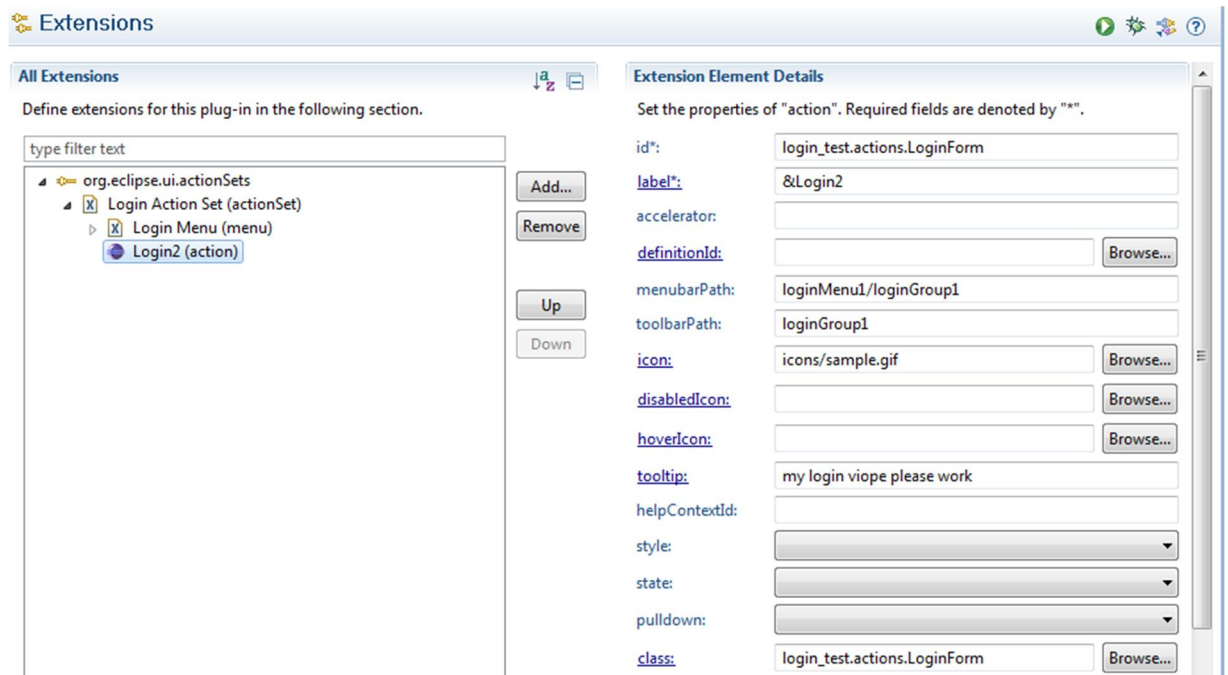 Extensions
All Extensions
Define extensions for this plug-in in the following section.
type filter text
org.eclipse.ui.actionSets
Login Action Set (actionSet)
Login Menu (menu)
Login2 (action)
Add...
Remove
Up
Down
Extension Element Details
Set the properties of "action". Required fields are denoted by "*".
id*: login_test.actions.LoginForm
label*: &Login2
accelerator:
definitionId: Browse...
menubarPath: loginMenu1/loginGroup1
toolbarPath: loginGroup1
icon: icons/sample.gif Browse...
disabledIcon: Browse...
hoverIcon: Browse...
tooltip: my login viope please work
helpContextId:
style:
state:
pulldown:
class: login_test.actions.LoginForm Browse...